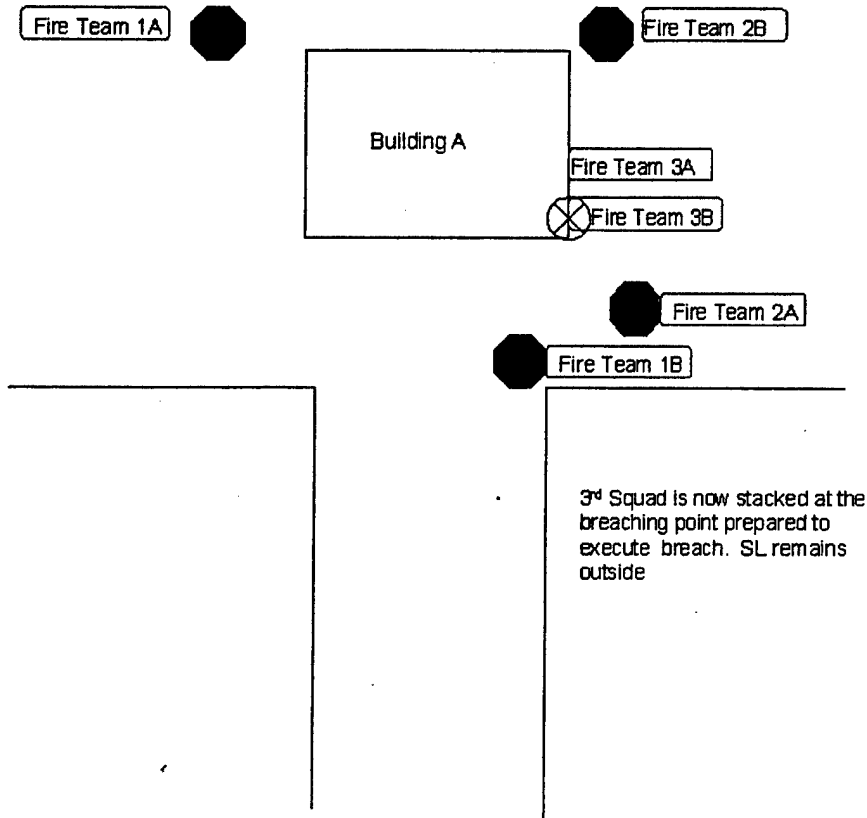 Fire Team 1A
Fire Team 2B
Building A
Fire Team 3A
Fire Team 3B
Fire Team 2A
Fire Team 1B
3rd Squad is now stacked at the
breaching point prepared to
execute breach. SL remains
outside